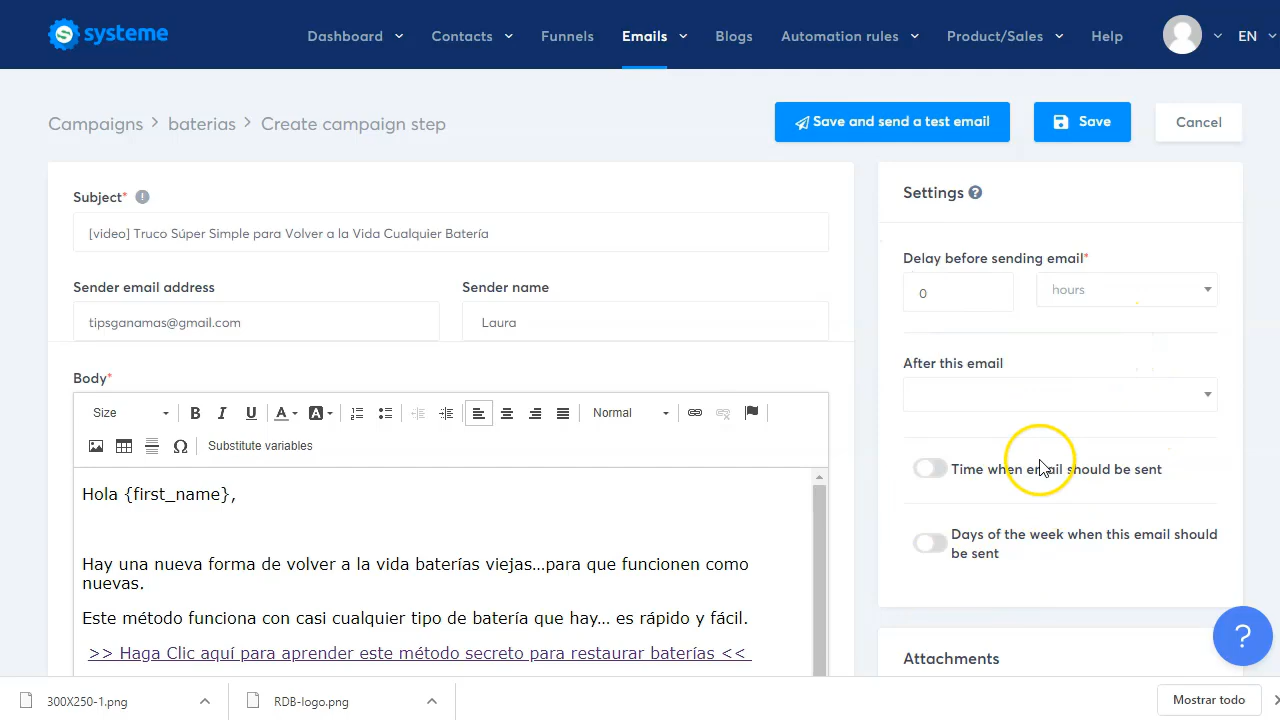 systeme
Dashboard Contacts Funnels Emails Blogs Automation rules Product/Sales Help EN
Campaigns > baterias > Create campaign step
Save and send a test email Save Cancel
Subject*
[video] Truco Súper Simple para Volver a la Vida Cualquier Batería
Sender email address Sender name
tipsganamas@gmail.com Laura
Body*
Size B I U A A Normal
Ω Substitute variables
Hola {first_name},
Hay una nueva forma de volver a la vida baterías viejas...para que funcionen como
nuevas.
Este método funciona con casi cualquier tipo de batería que hay... es rápido y fácil.
>> Haga Clic aquí para aprender este método secreto para restaurar baterías <<
Settings ?
Delay before sending email*
0 hours
After this email
Time when email should be sent
Days of the week when this email should
be sent
Attachments
?
300X250-1.png RDB-logo.png Mostrar todo